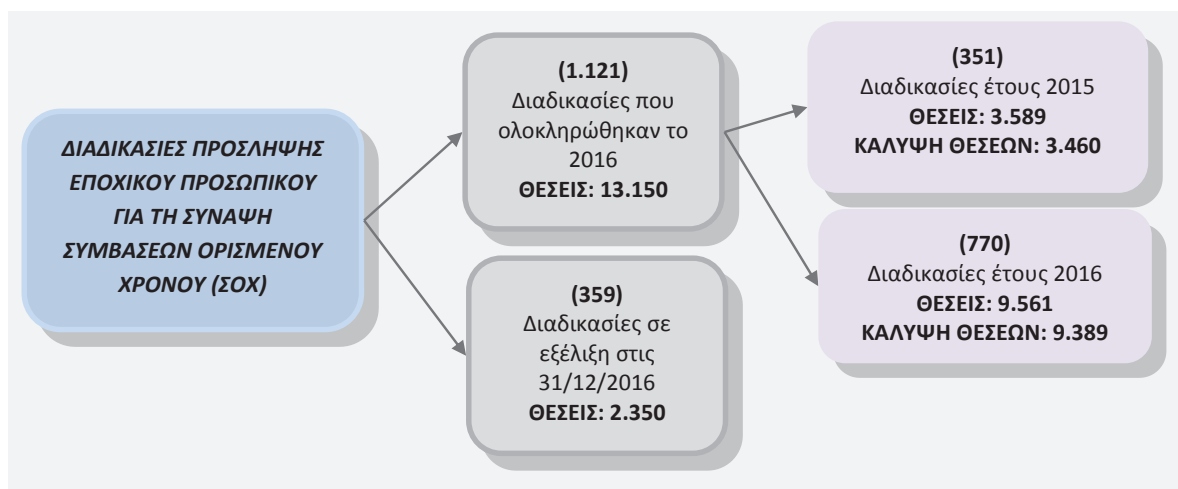 ΔΙΑΔΙΚΑΣΙΕΣ ΠΡΟΣΛΗΨΗΣ
ΕΠΟΧΙΚΟΥ ΠΡΟΣΩΠΙΚΟΥ
ΓΙΑ ΤΗ ΣΥΝΑΨΗ
ΣΥΜΒΑΣΕΩΝ ΟΡΙΣΜΕΝΟΥ
ΧΡΟΝΟΥ (ΣΟΧ)
(1.121)
Διαδικασίες που
ολοκληρώθηκαν το
2016
ΘΕΣΕΙΣ: 13.150
(359)
Διαδικασίες σε
εξέλιξη στις
31/12/2016
ΘΕΣΕΙΣ: 2.350
(351)
Διαδικασίες έτους 2015
ΘΕΣΕΙΣ: 3.589
ΚΑΛΥΨΗ ΘΕΣΕΩΝ: 3.460
(770)
Διαδικασίες έτους 2016
ΘΕΣΕΙΣ: 9.561
ΚΑΛΥΨΗ ΘΕΣΕΩΝ: 9.389